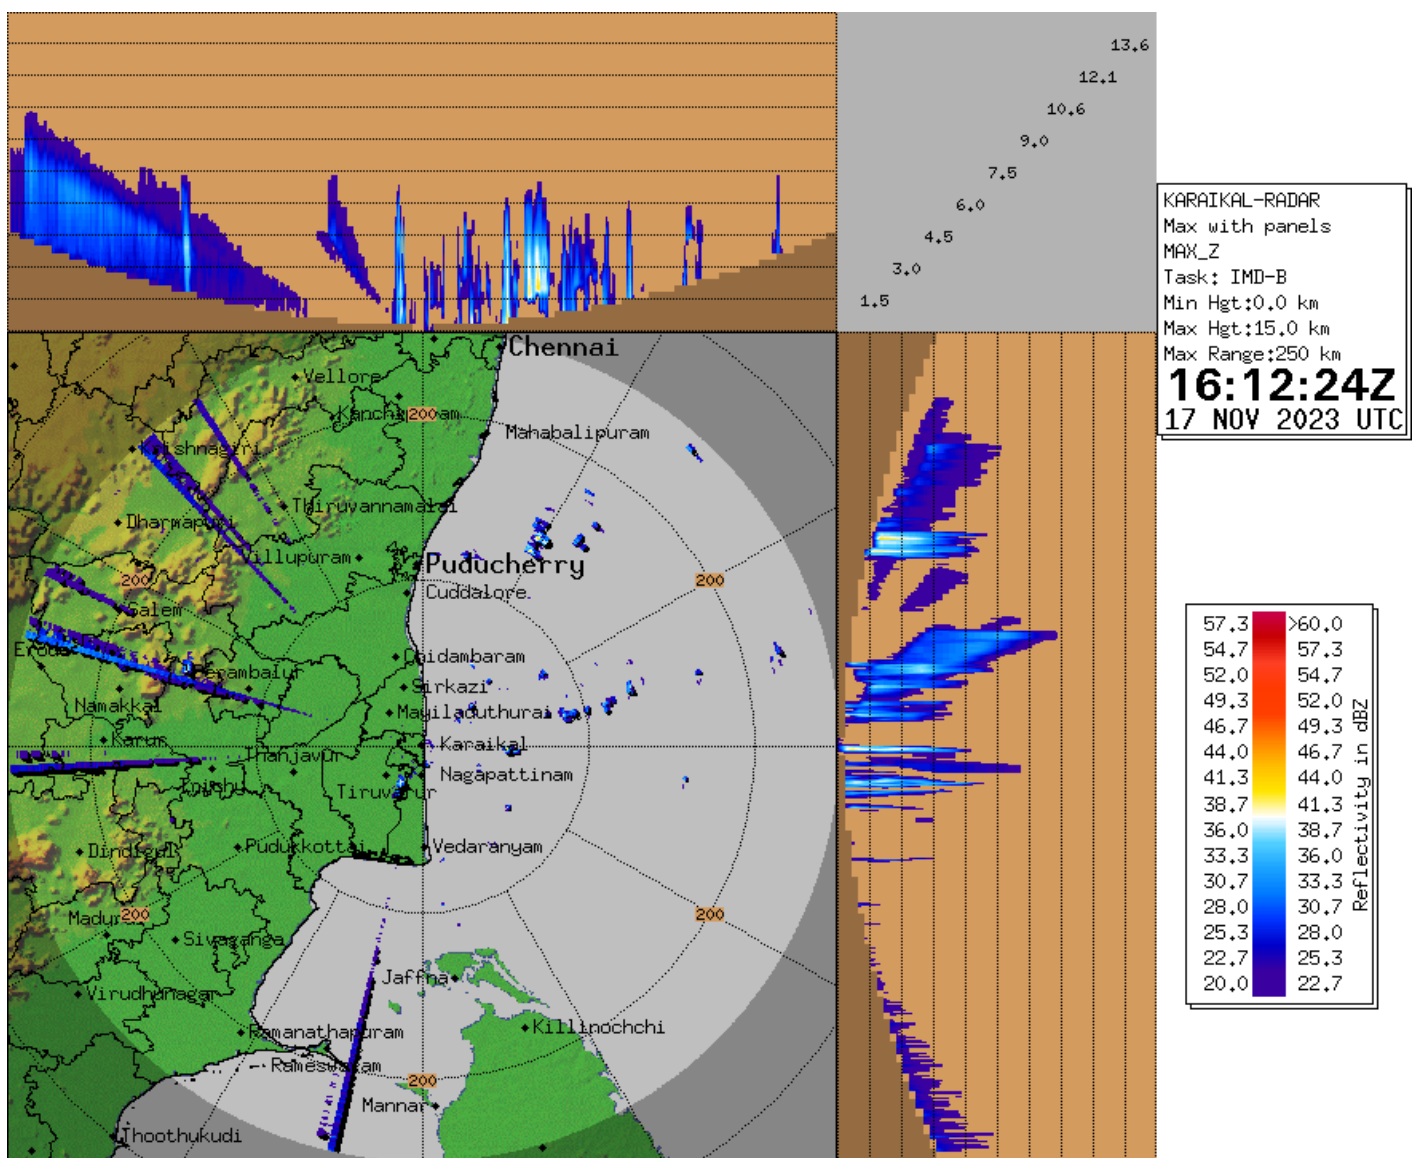 13.6
12.1
10.6
9.0
7.5
6.0
4.5
3.0
1.5
KARAIKAL-RADAR
Max with panels
MAX_Z
Task: IMD-B
Min Hgt:0.0 km
Max Hgt:15.0 km
Max Range:250 km
16:12:24Z
17 NOV 2023 UTC
Chennai
Vellore
200
Mahabalipuram
Krishnagiri
Thiruvannamalai
Dharmapuri
Villupuram
Puducherry
200
200
Cuddalore
Salem
Chidambaram
Perambalur
Sirkazi
Namakkal
Mayiladuthurai
Karur
Karaikal
Thanjavur
Nagapattinam
Tiruvarur
Dindigul
Pudukkottai
Vedaranyam
200
200
Sivaganga
Jaffna
Virudhunagar
Ramanathapuram
Killinochchi
Rameswaram
200
Mannar
Thoothukudi
57.3 >60.0
54.7 57.3
52.0 54.7
49.3 52.0
46.7 49.3
44.0 46.7
41.3 44.0
38.7 41.3
36.0 38.7
33.3 36.0
30.7 33.3
28.0 30.7
25.3 28.0
22.7 25.3
20.0 22.7
Reflectivity in dBZ